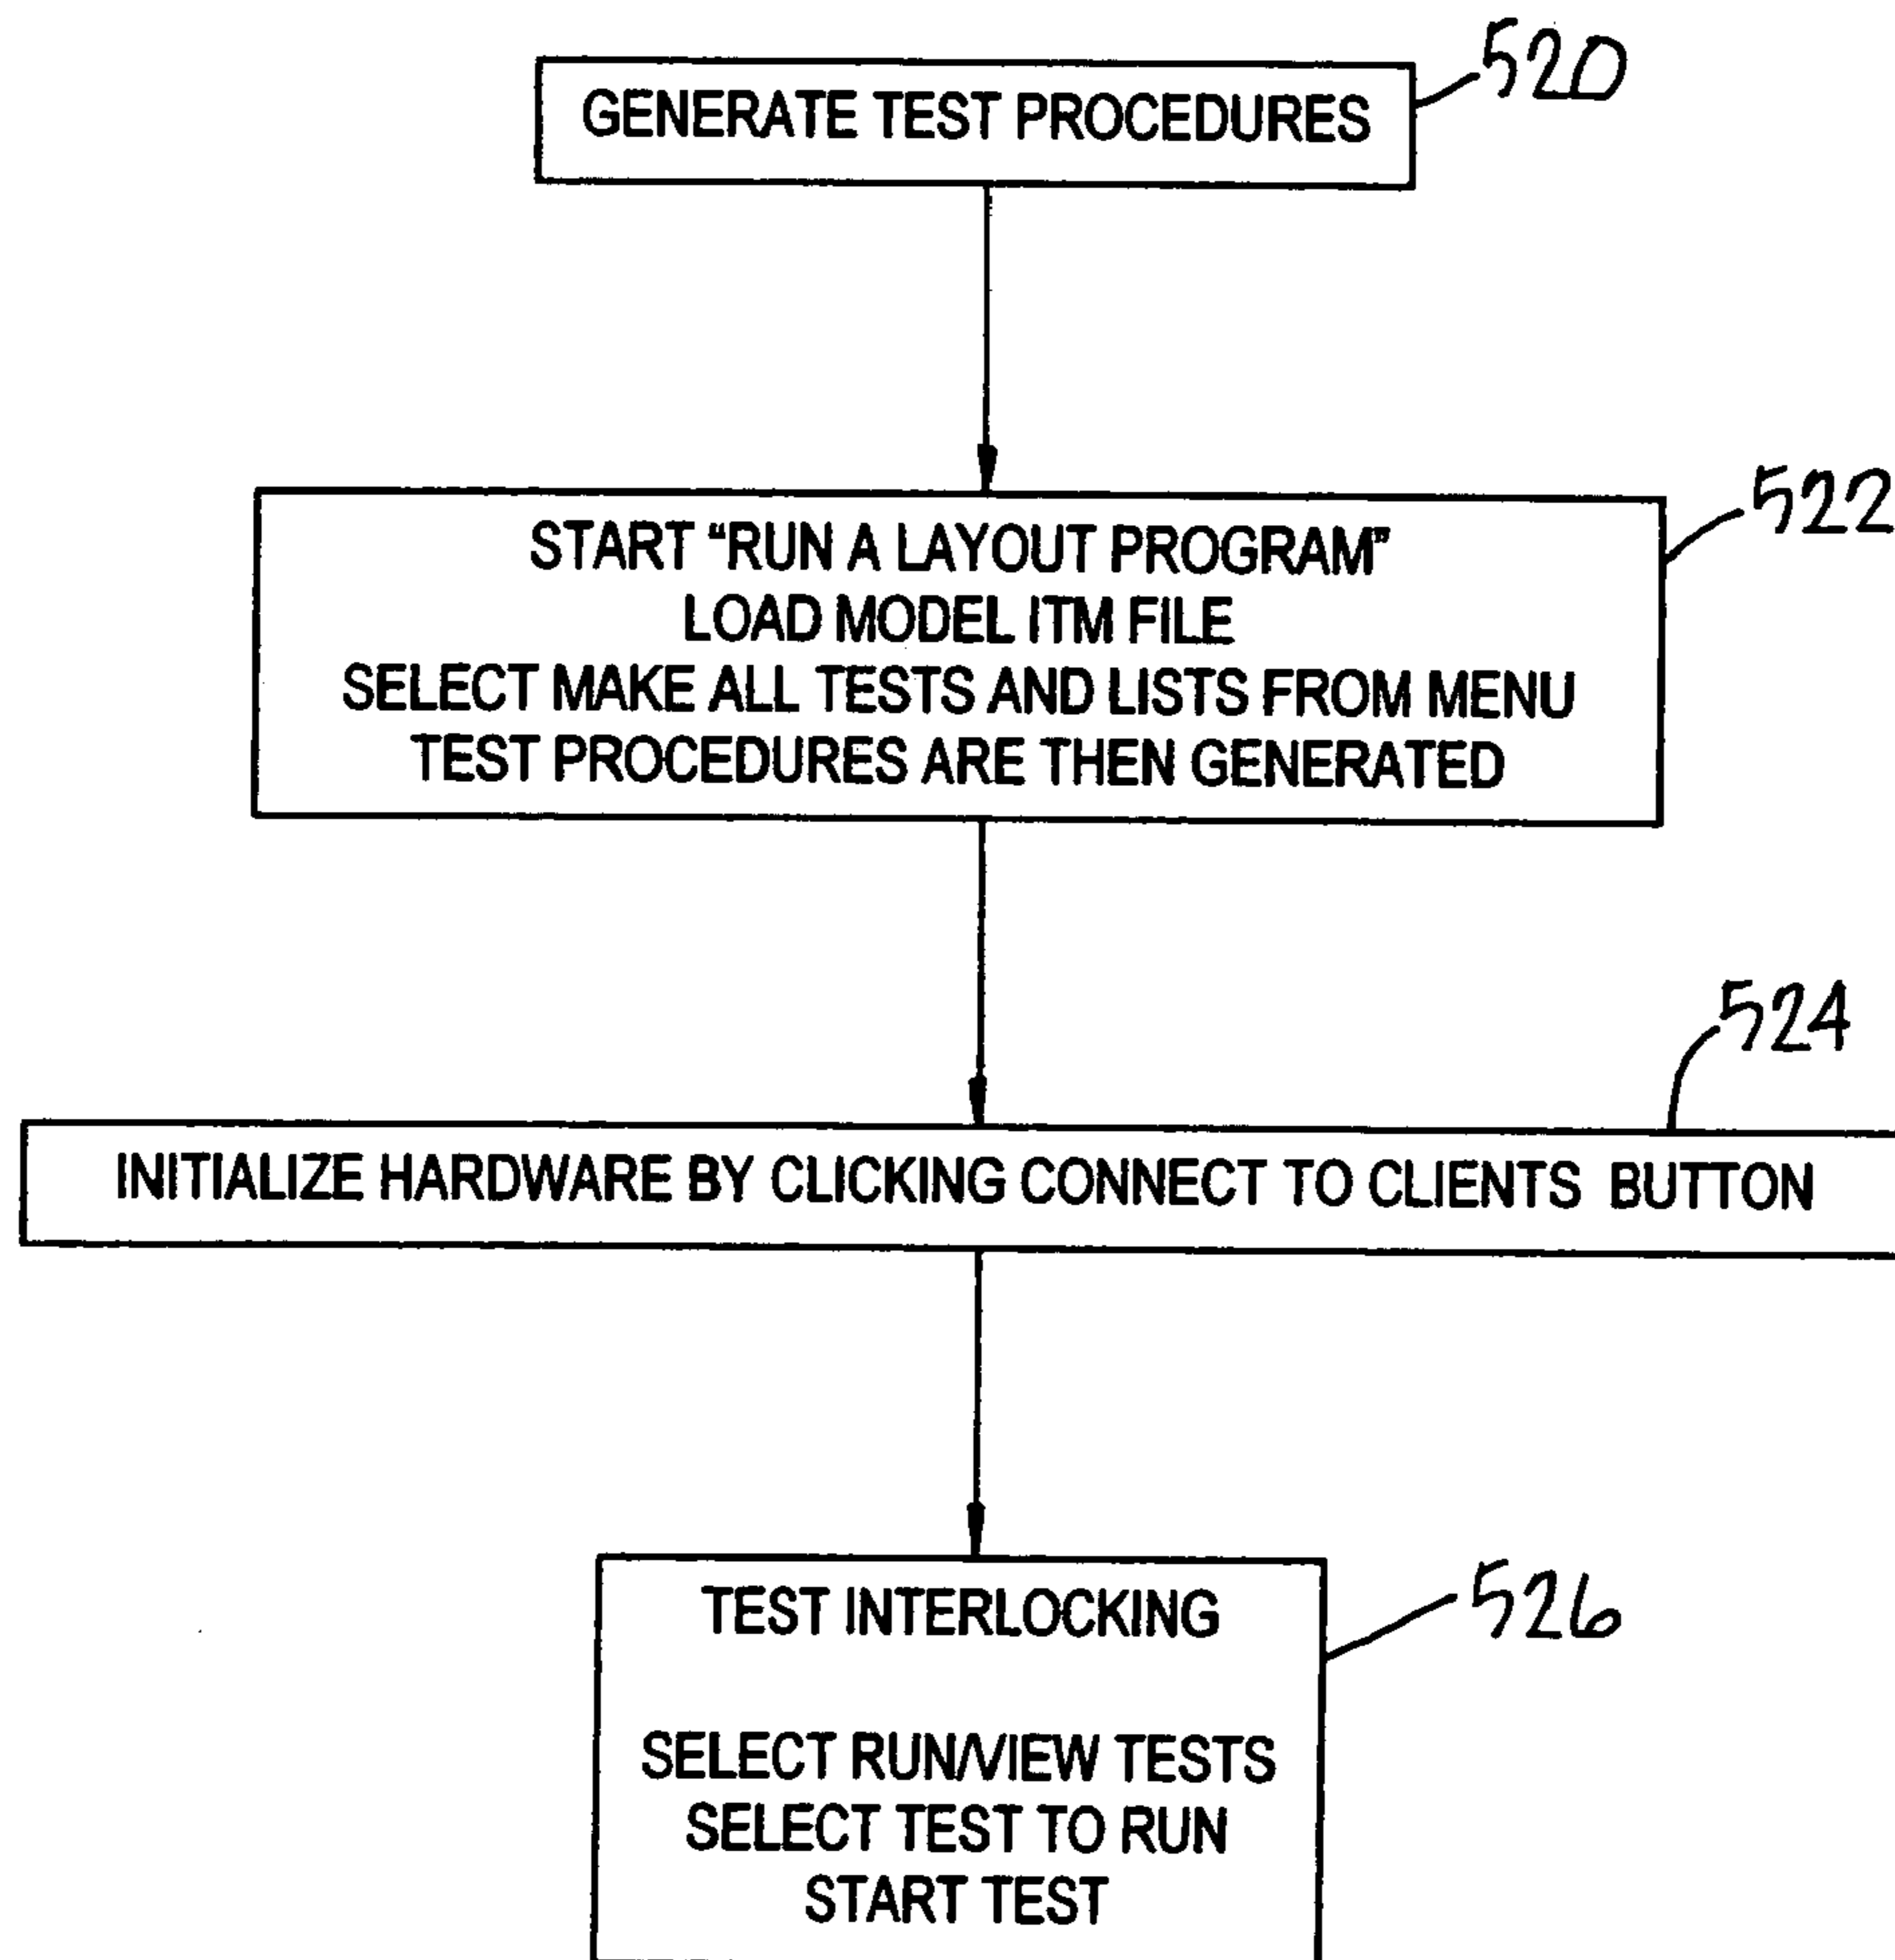 GENERATE TEST PROCEDURES
520
START “RUN A LAYOUT PROGRAM”
LOAD MODEL ITM FILE
SELECT MAKE ALL TESTS AND LISTS FROM MENU
TEST PROCEDURES ARE THEN GENERATED
522
524
INITIALIZE HARDWARE BY CLICKING CONNECT TO CLIENTS BUTTON
TEST INTERLOCKING
526
SELECT RUN/VIEW TESTS
SELECT TEST TO RUN
START TEST